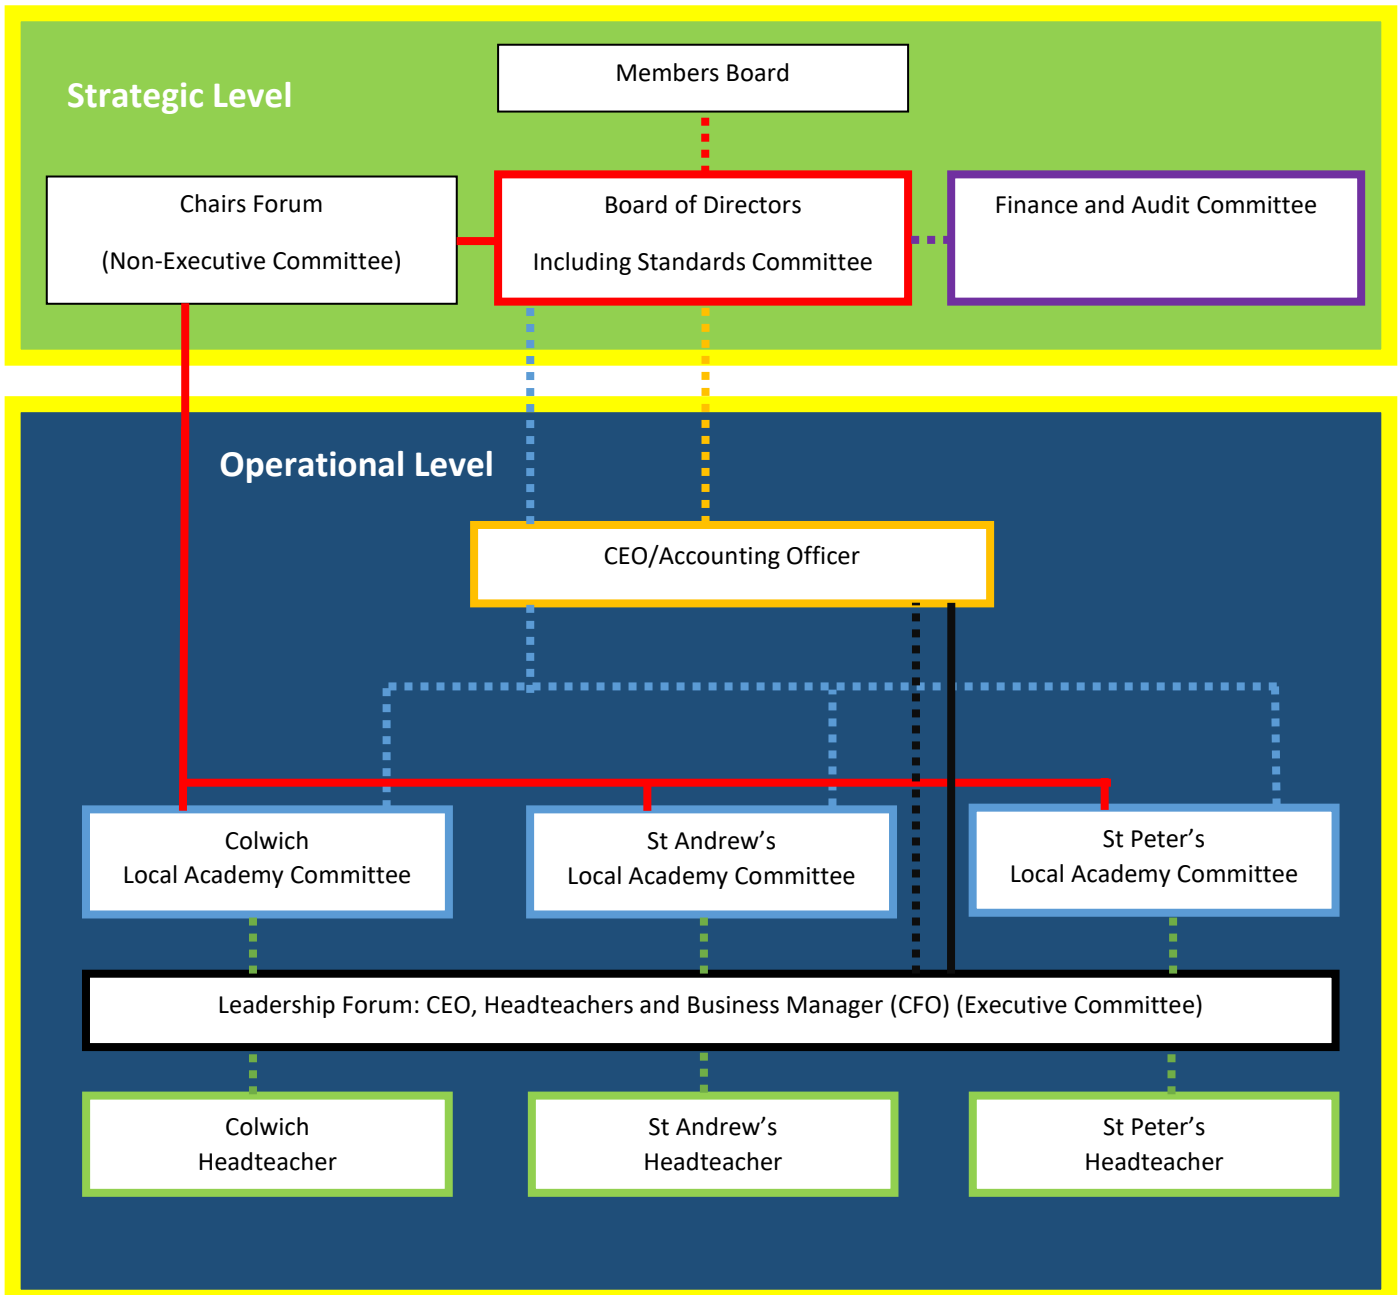 Strategic Level
Members Board
Chairs Forum
(Non-Executive Committee)
Board of Directors
Including Standards Committee
Finance and Audit Committee
Operational Level
CEO/Accounting Officer
Colwich
Local Academy Committee
St Andrew’s
Local Academy Committee
St Peter’s
Local Academy Committee
Leadership Forum: CEO, Headteachers and Business Manager (CFO) (Executive Committee)
Colwich
Headteacher
St Andrew’s
Headteacher
St Peter’s
Headteacher